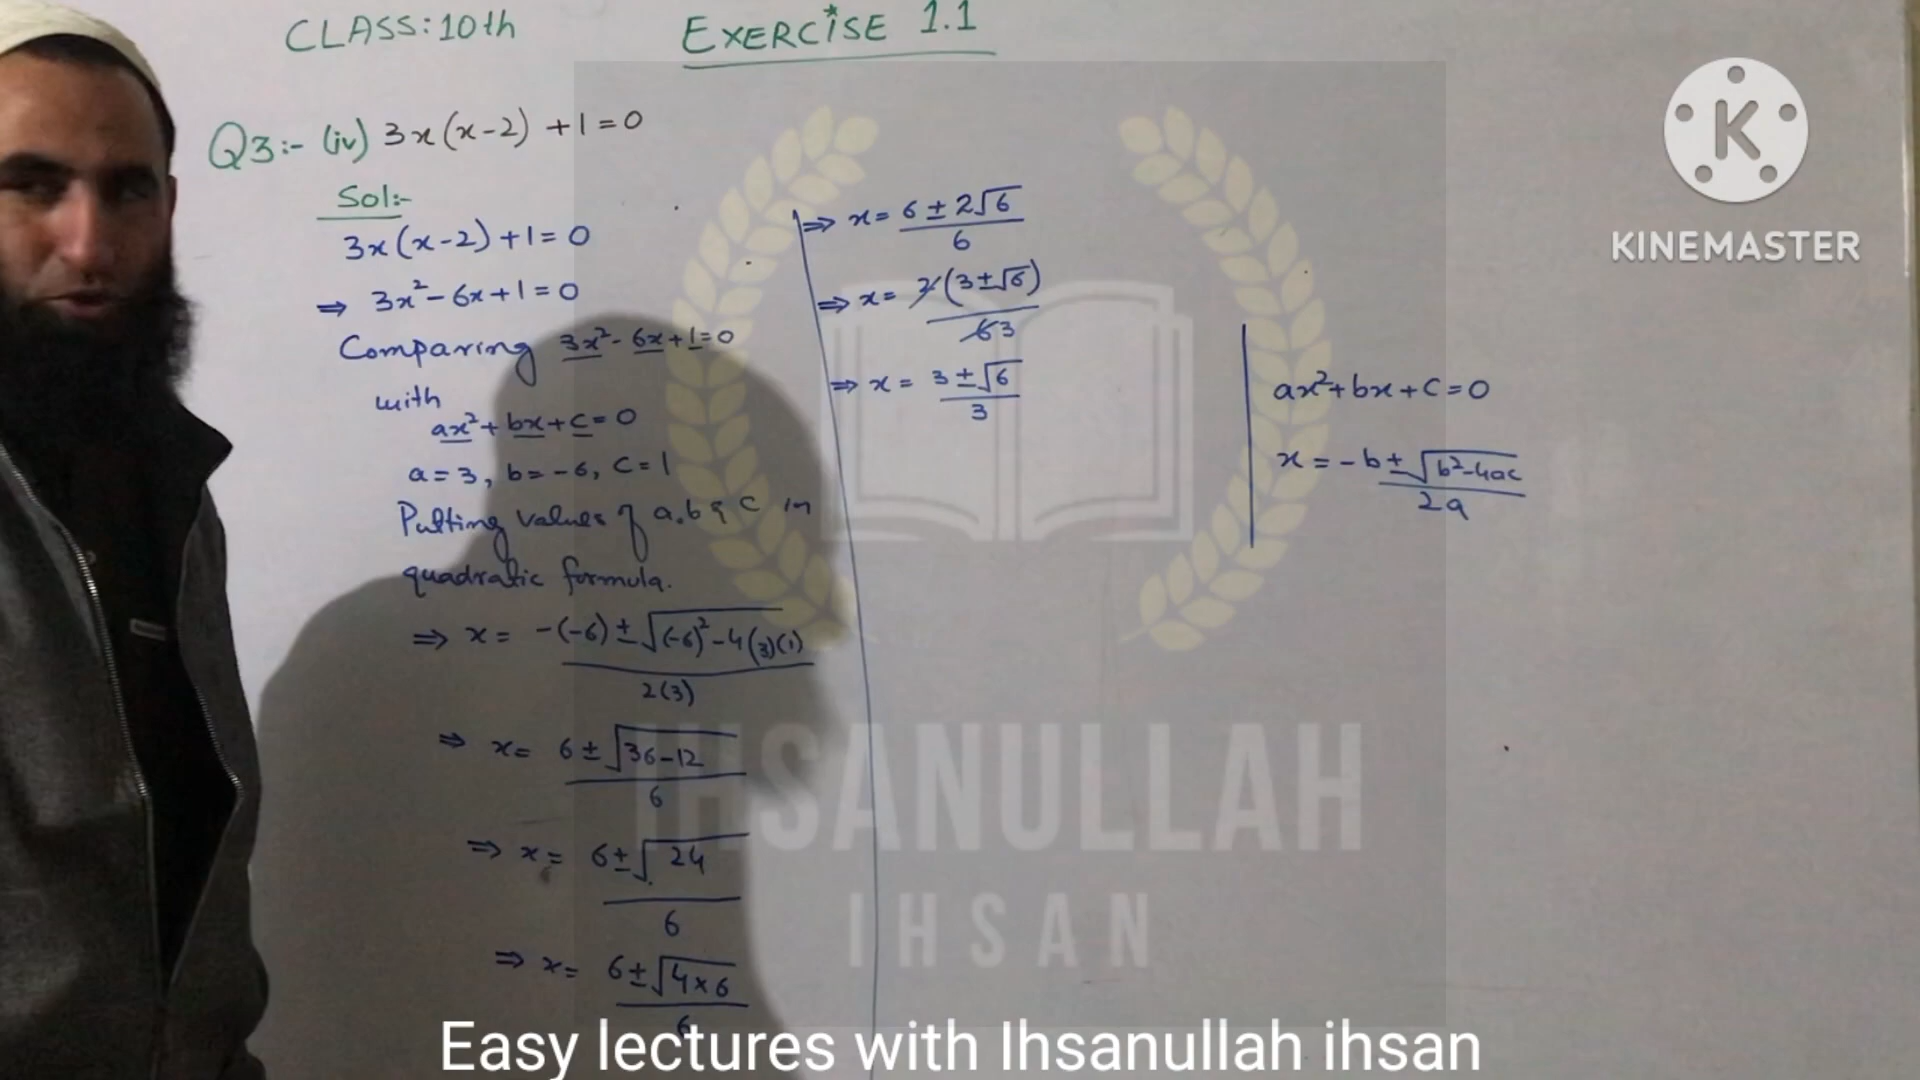 CLASS: 10th
EXERCISE 1.1
Q3:- (iv) 3x(x-2) +1=0
Sol:-
3x(x-2)+1=0
⇒ 3x²-6x+1=0
Comparing 3x²-6x+1=0
with
ax²+bx+c=0
a=3, b=-6, c=1
Putting values of a,b & c in
quadratic formula.
⇒ x= -(-6)±√(-6)²-4(3)(1)
2(3)
⇒ x= 6±√36-12
6
⇒ x= 6±√24
6
⇒ x= 6±√4×6
6
⇒ x= 6±2√6
6
⇒ x= 2(3±√6)
6 3
⇒ x= 3±√6
3
ax²+bx+c=0
x=-b±√b²-4ac
2a
K
KINEMASTER
IHSANULLAH
IHSAN
Easy lectures with Ihsanullah ihsan